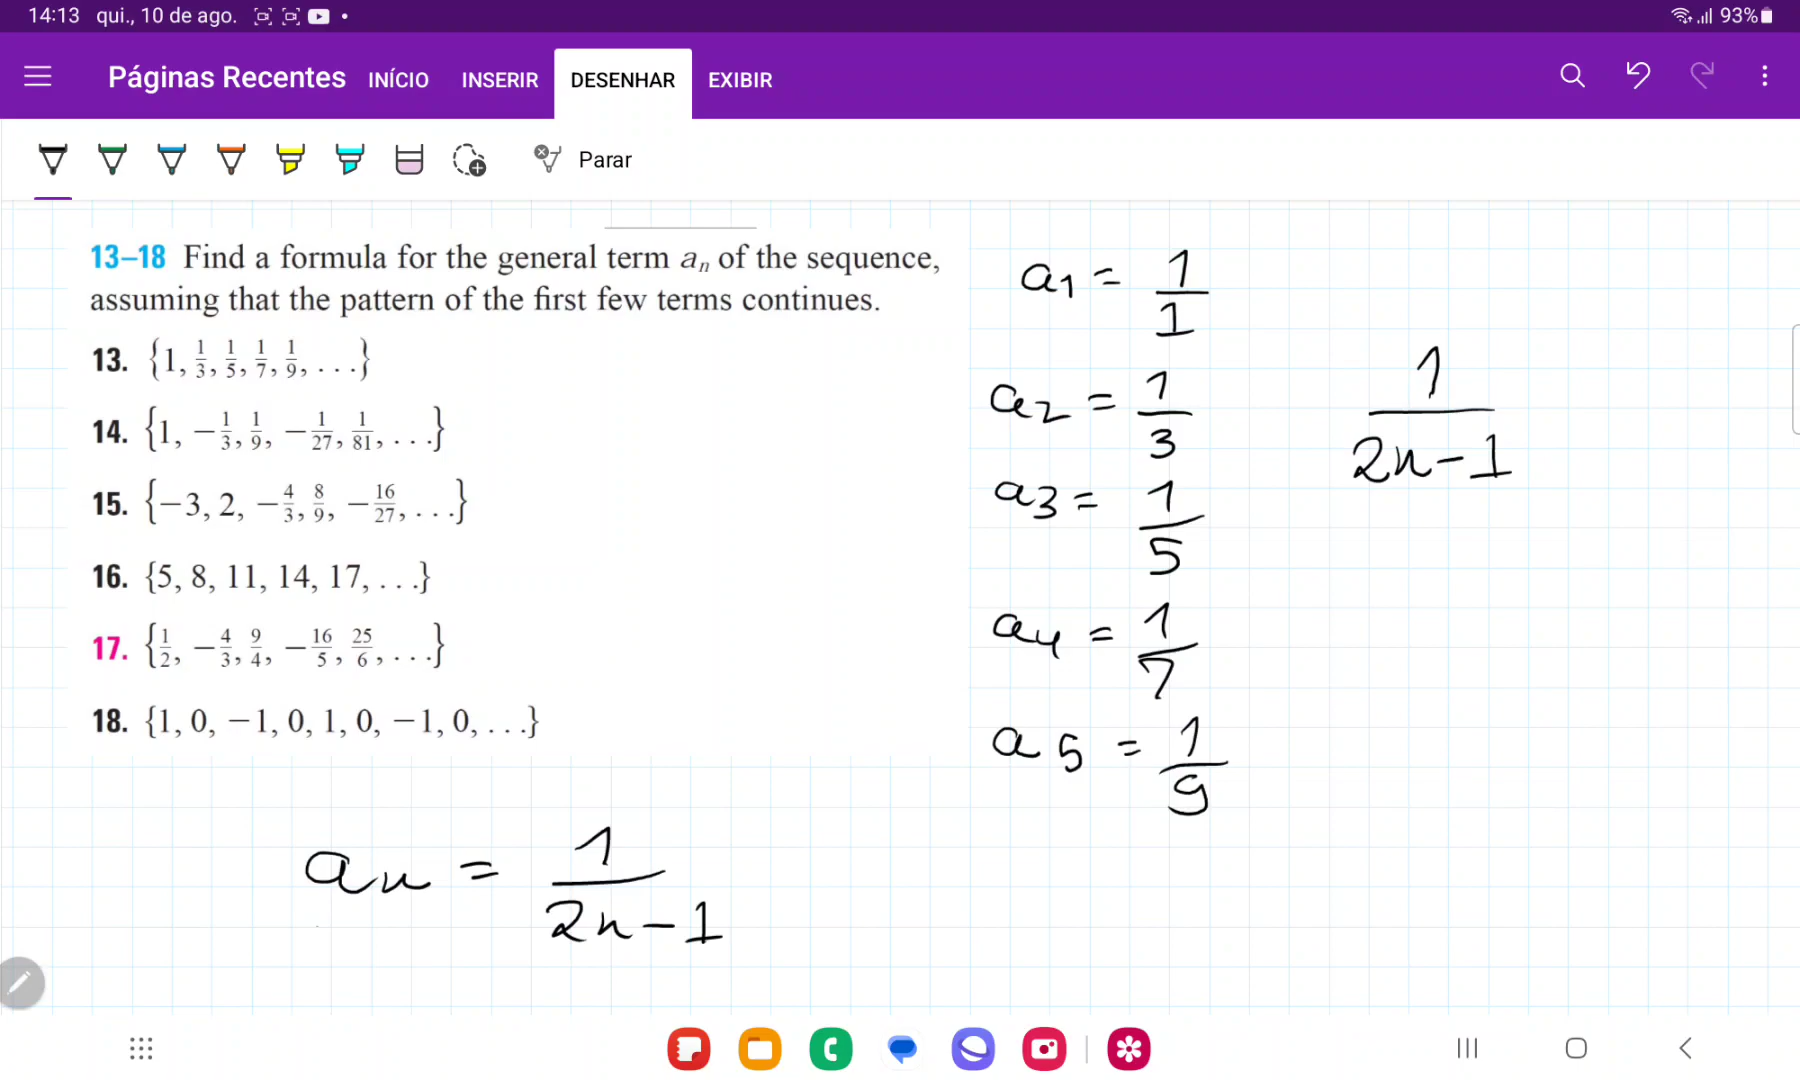 14:13 qui., 10 de ago. 93%
Páginas Recentes INÍCIO INSERIR DESENHAR EXIBIR
Parar
13–18 Find a formula for the general term aₙ of the sequence,
assuming that the pattern of the first few terms continues.
13. {1, 1/3, 1/5, 1/7, 1/9, . . .}
14. {1, −1/3, 1/9, −1/27, 1/81, . . .}
15. {−3, 2, −4/3, 8/9, −16/27, . . .}
16. {5, 8, 11, 14, 17, . . .}
17. {1/2, −4/3, 9/4, −16/5, 25/6, . . .}
18. {1, 0, −1, 0, 1, 0, −1, 0, . . .}
a1 = 1/1
a2 = 1/3
a3 = 1/5
a4 = 1/7
a5 = 1/9
1/(2n−1)
an = 1/(2n−1)